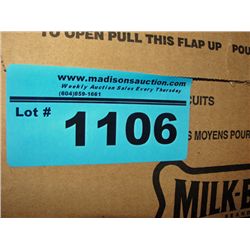 TO OPEN PULL THIS FLAP UP
POU
www.madisonsauction.com
Weekly Auction Sales Every Thursday
(604)859-1661
Lot #
1106
CUITS
S MOYENS POUR
MILK-B